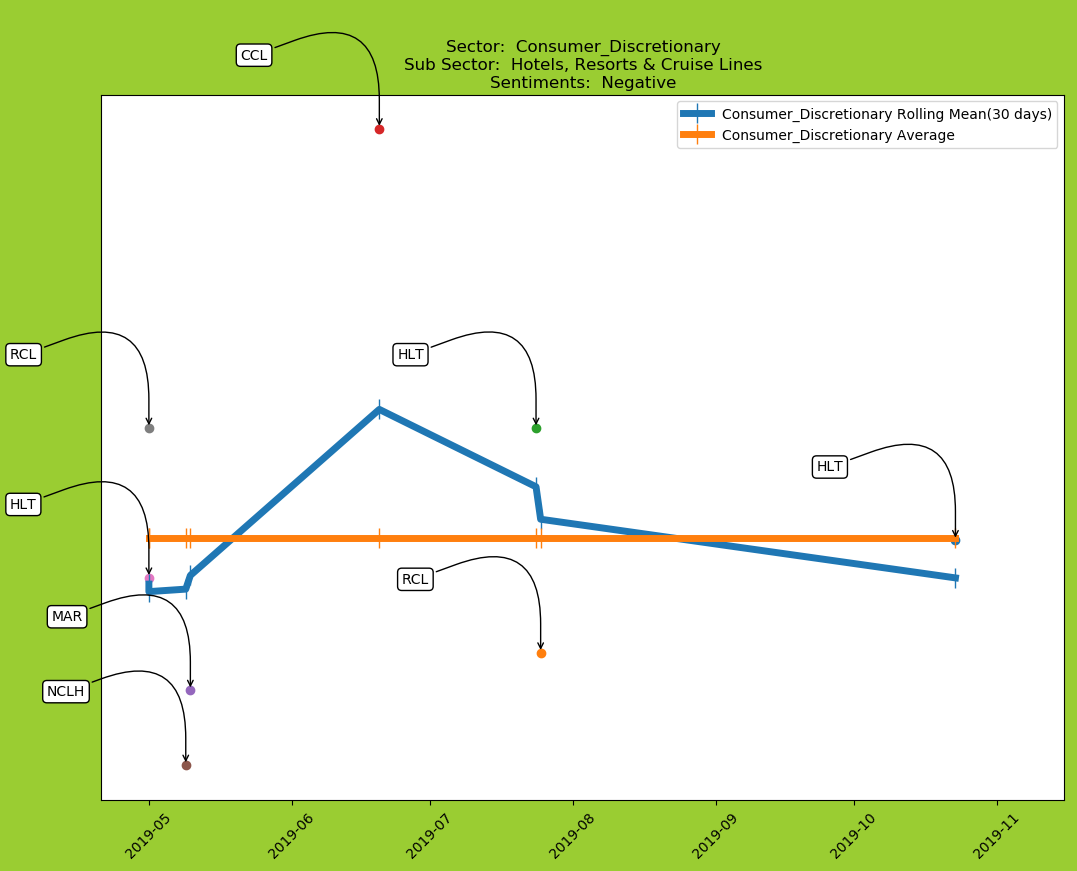 CCL
Sector:  Consumer_Discretionary
Sub Sector:  Hotels, Resorts & Cruise Lines
Sentiments:  Negative
Consumer_Discretionary Rolling Mean(30 days)
Consumer_Discretionary Average
RCL
HLT
HLT
HLT
RCL
MAR
NCLH
2019-05
2019-06
2019-07
2019-08
2019-09
2019-10
2019-11